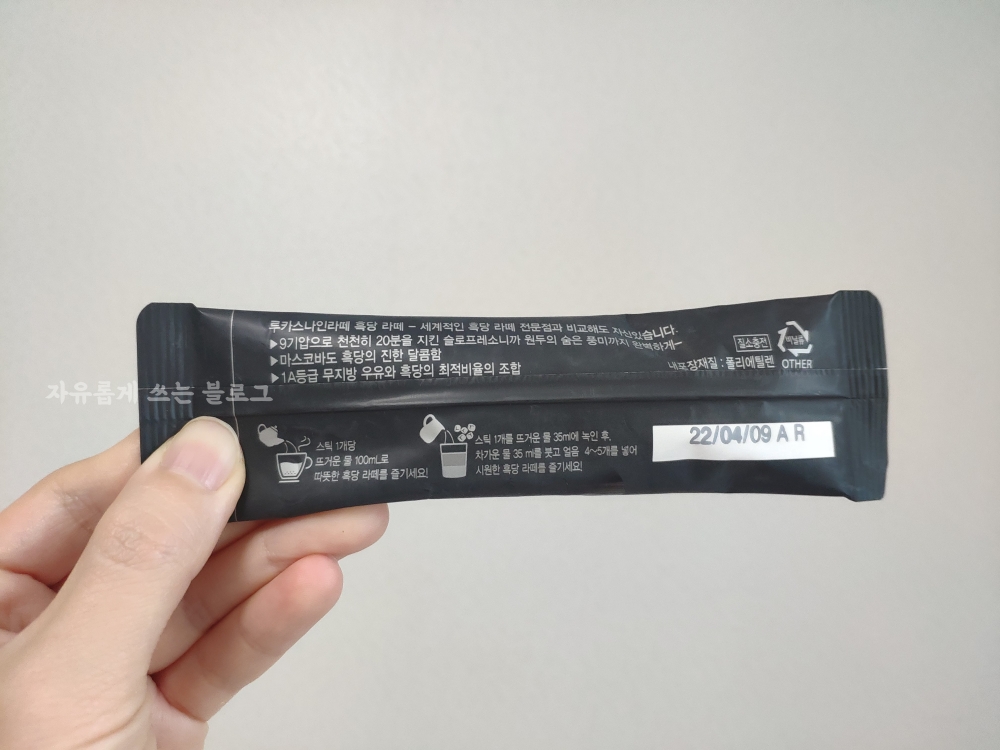 루카스나인라떼 흑당 라떼 - 세계적인 흑당 라떼 전문점과 비교해도 자신있습니다.
▶9기압으로 천천히 20분을 지킨 슬로프레스니까 원두의 숨은 풍미까지 완벽하게~
▶마스코바도 흑당의 진한 달콤함
▶1A등급 무지방 우유와 흑당의 최적비율의 조합
질소충전
비닐류
내포장재질 : 폴리에틸렌
OTHER
자유롭게 쓰는 블로그
스틱 1개당
뜨거운 물 100mL로
따뜻한 흑당 라떼를 즐기세요!
스틱 1개를 뜨거운 물 35ml에 녹인 후,
차가운 물 35 ml를 붓고 얼음 4~5개를 넣어
시원한 흑당 라떼를 즐기세요!
22/04/09 A R